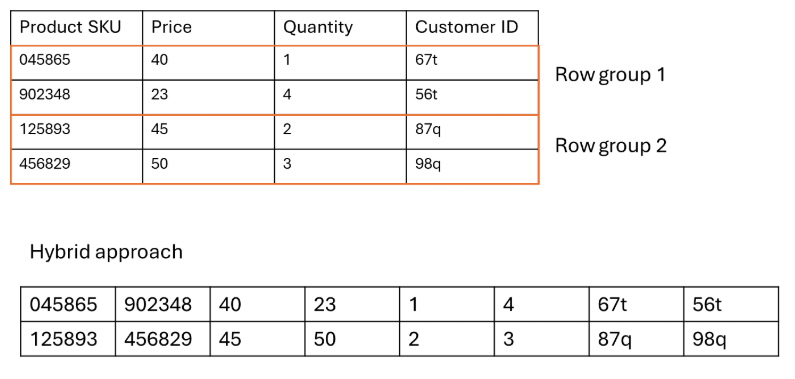 Product SKU Price Quantity Customer ID
045865 40 1 67t
Row group 1
902348 23 4 56t
125893 45 2 87q
Row group 2
456829 50 3 98q
Hybrid approach
045865 902348 40 23 1 4 67t 56t
125893 456829 45 50 2 3 87q 98q